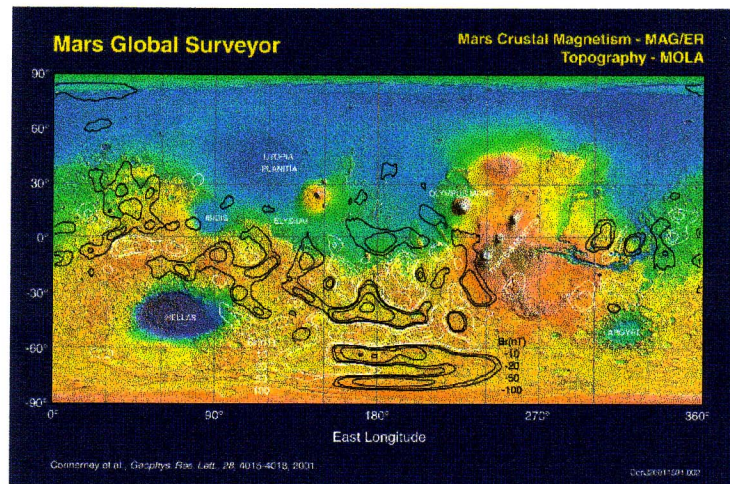 Mars Global Surveyor
Mars Crustal Magnetism - MAG/ER
Topography - MOLA
90°
60°
30°
0°
-30°
-60°
-90°
UTOPIA
PLANITIA
OLYMPUS MONS
ISIDIS
ELYSIUM
HELLAS
ARGYRE
Br(nT)
-10
-20
-50
-100
100
0°
90°
180°
270°
360°
East Longitude
Connerney et al., Geophys. Res. Lett., 28, 4015-4018, 2001.